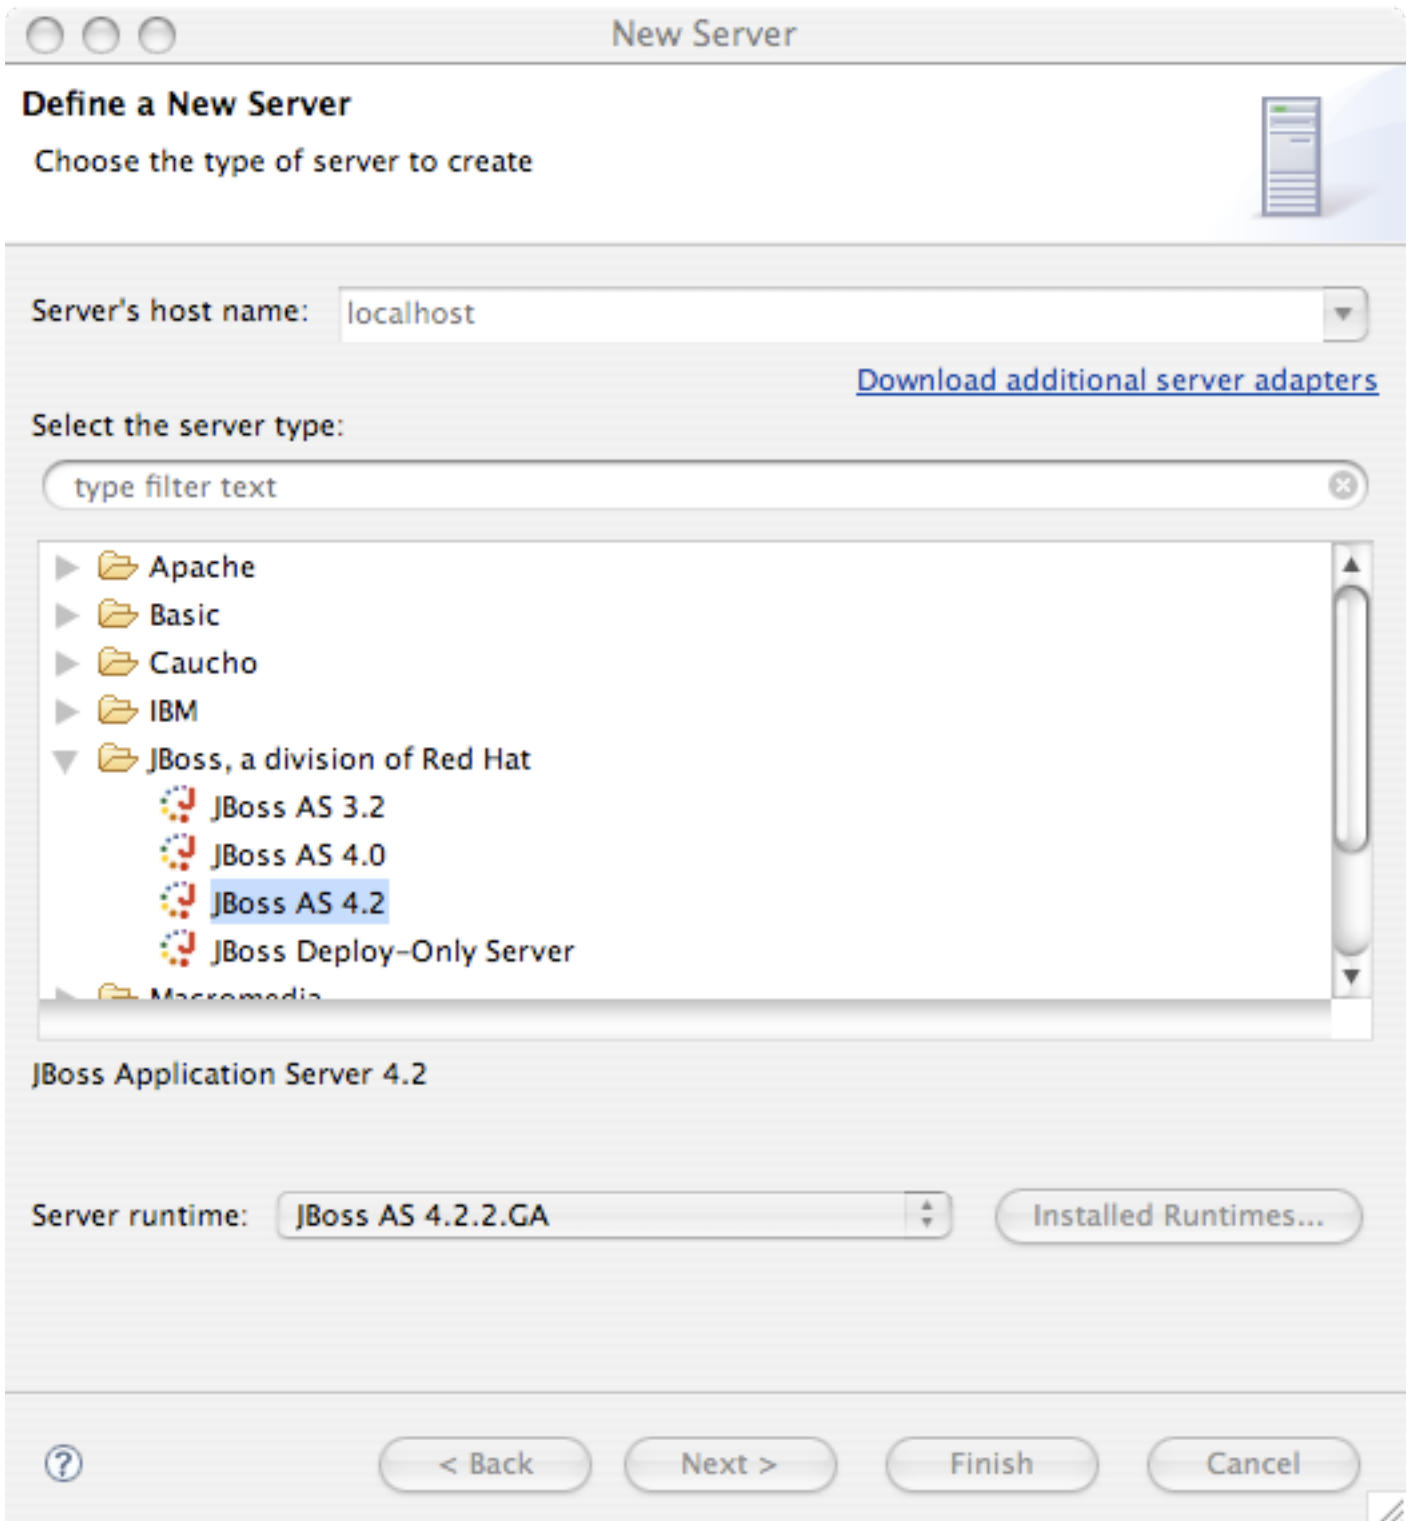 New Server
Define a New Server
Choose the type of server to create
Server's host name: localhost
Download additional server adapters
Select the server type:
type filter text
Apache
Basic
Caucho
IBM
JBoss, a division of Red Hat
JBoss AS 3.2
JBoss AS 4.0
JBoss AS 4.2
JBoss Deploy-Only Server
Macromedia
JBoss Application Server 4.2
Server runtime: JBoss AS 4.2.2.GA Installed Runtimes...
? < Back Next > Finish Cancel